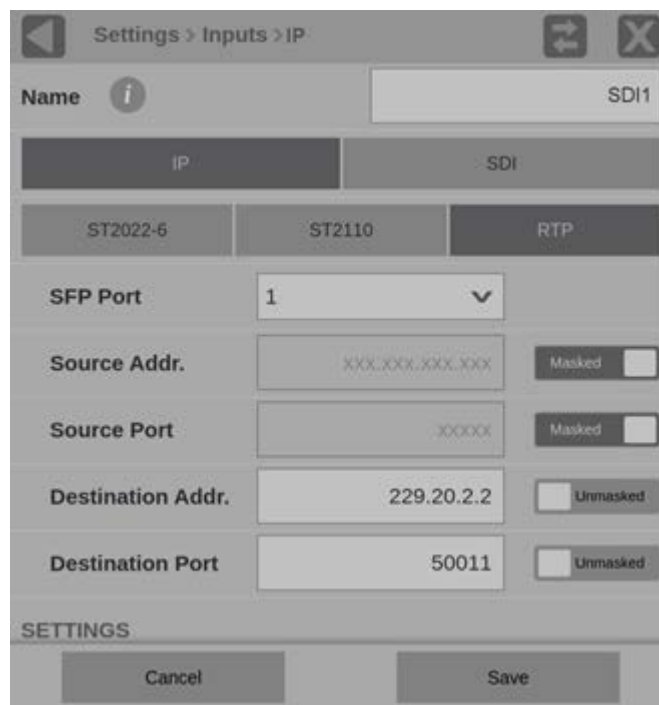 Settings > Inputs > IP
Name i SDI1
IP SDI
ST2022-6 ST2110 RTP
SFP Port 1
Source Addr. xxx.xxx.xxx.xxx Masked
Source Port xxxxx Masked
Destination Addr. 229.20.2.2 Unmasked
Destination Port 50011 Unmasked
SETTINGS
Cancel Save